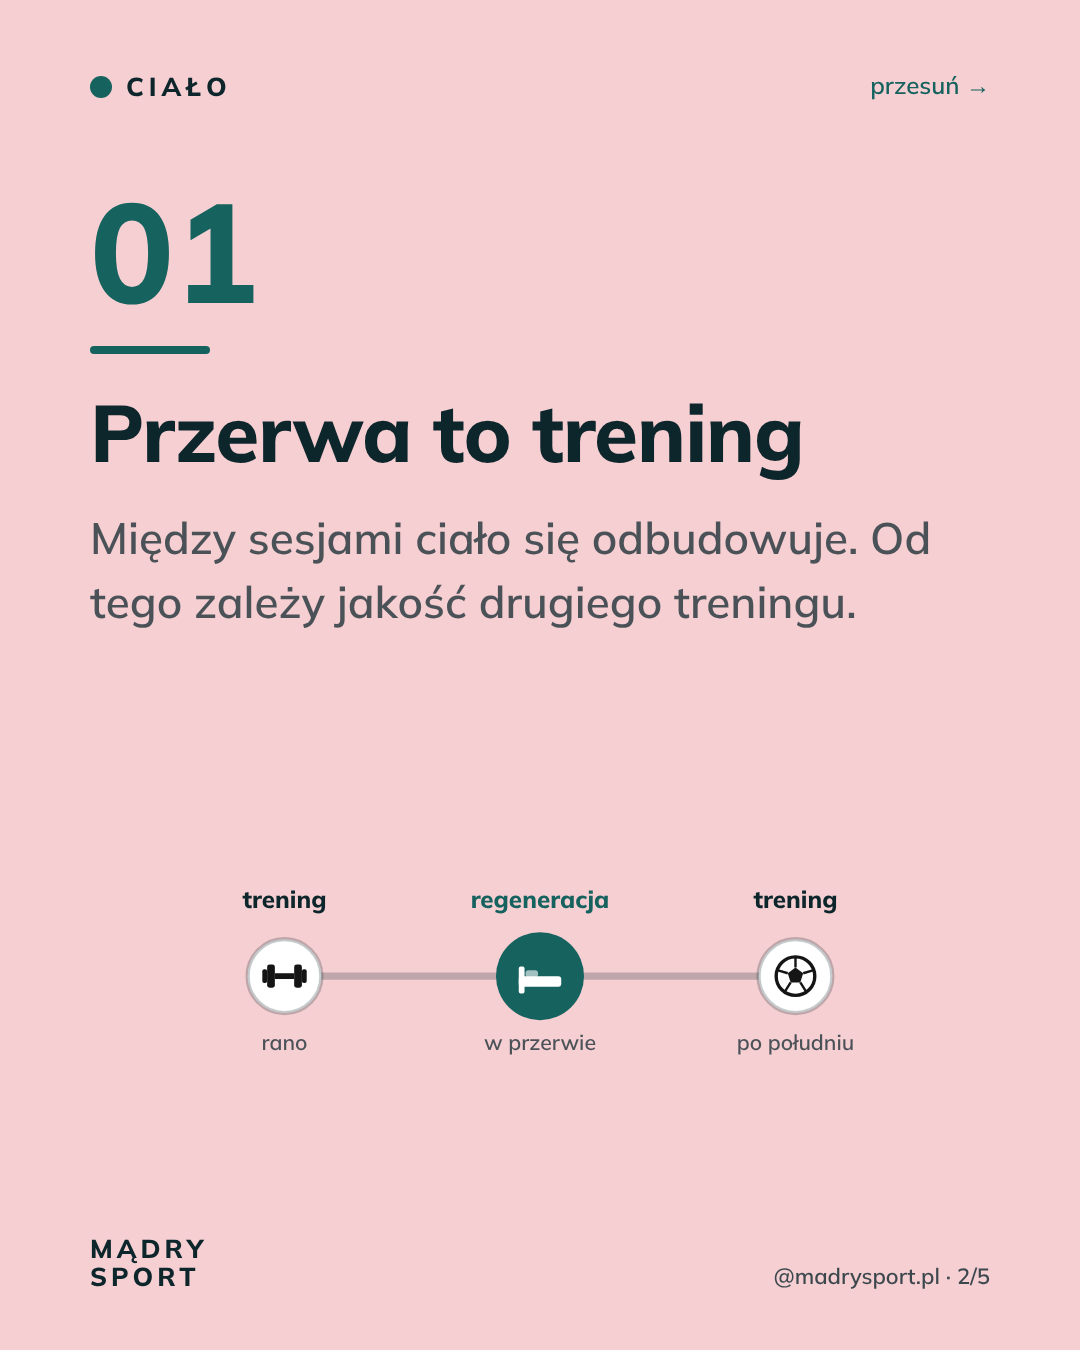 CIAŁO
przesuń →
01
Przerwa to trening
Między sesjami ciało się odbudowuje. Od
tego zależy jakość drugiego treningu.
trening
regeneracja
trening
rano
w przerwie
po południu
MĄDRY
SPORT
@madrysport.pl · 2/5